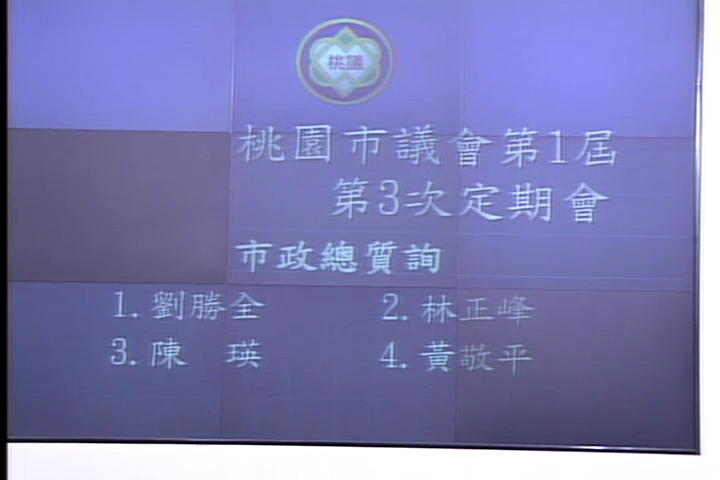 桃議
桃園市議會第1屆
第3次定期會
市政總質詢
1.劉勝全 2.林正峰
3.陳 瑛 4.黃敬平